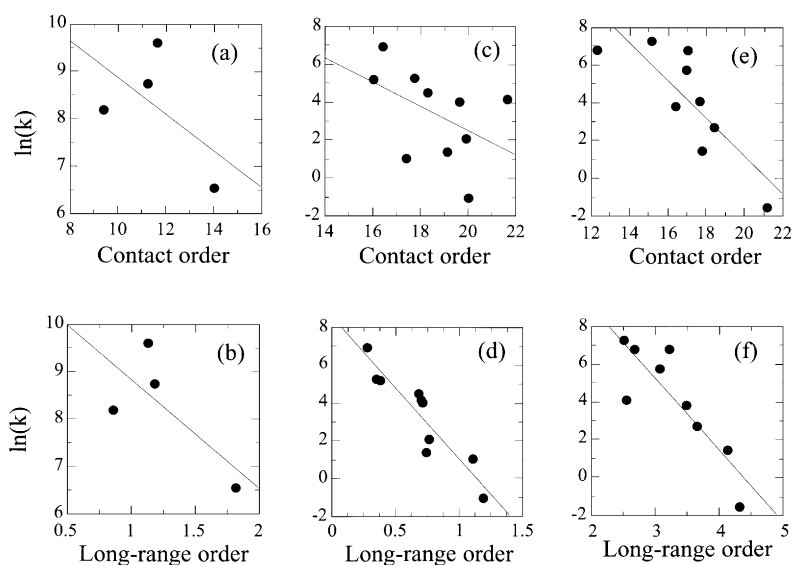 10
9
8
7
6
ln(k)
(a)
8 10 12 14 16
Contact order
8
6
4
2
0
-2
(c)
14 16 18 20 22
Contact order
8
6
4
2
0
-2
(e)
12 14 16 18 20 22
Contact order
10
9
8
7
6
ln(k)
(b)
0.5 1 1.5 2
Long-range order
8
6
4
2
0
-2
(d)
0 0.5 1 1.5
Long-range order
8
6
4
2
0
-2
(f)
2 3 4 5
Long-range order